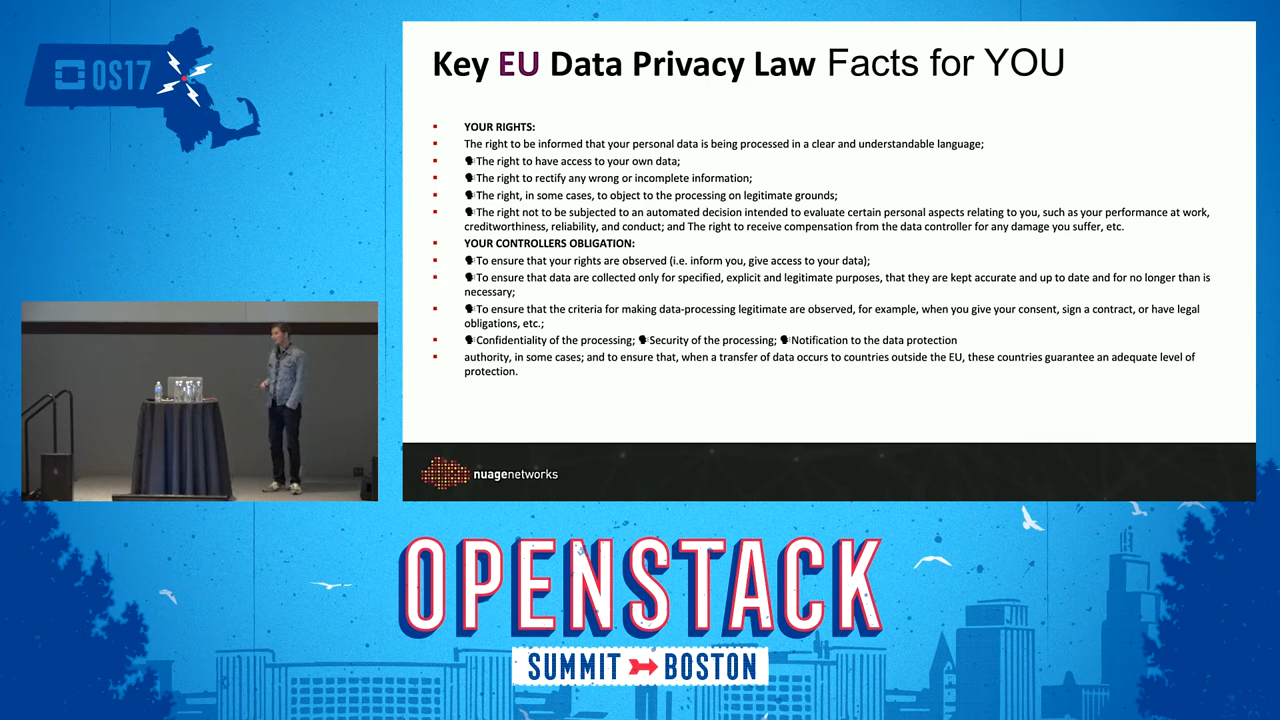 OS17
Key EU Data Privacy Law Facts for YOU
YOUR RIGHTS:
The right to be informed that your personal data is being processed in a clear and understandable language;
The right to have access to your own data;
The right to rectify any wrong or incomplete information;
The right, in some cases, to object to the processing on legitimate grounds;
The right not to be subjected to an automated decision intended to evaluate certain personal aspects relating to you, such as your performance at work,
creditworthiness, reliability, and conduct; and The right to receive compensation from the data controller for any damage you suffer, etc.
YOUR CONTROLLERS OBLIGATION:
To ensure that your rights are observed (i.e. inform you, give access to your data);
To ensure that data are collected only for specified, explicit and legitimate purposes, that they are kept accurate and up to date and for no longer than is
necessary;
To ensure that the criteria for making data-processing legitimate are observed, for example, when you give your consent, sign a contract, or have legal
obligations, etc.;
Confidentiality of the processing; Security of the processing; Notification to the data protection
authority, in some cases; and to ensure that, when a transfer of data occurs to countries outside the EU, these countries guarantee an adequate level of
protection.
nuagenetworks
OPENSTACK
SUMMIT BOSTON